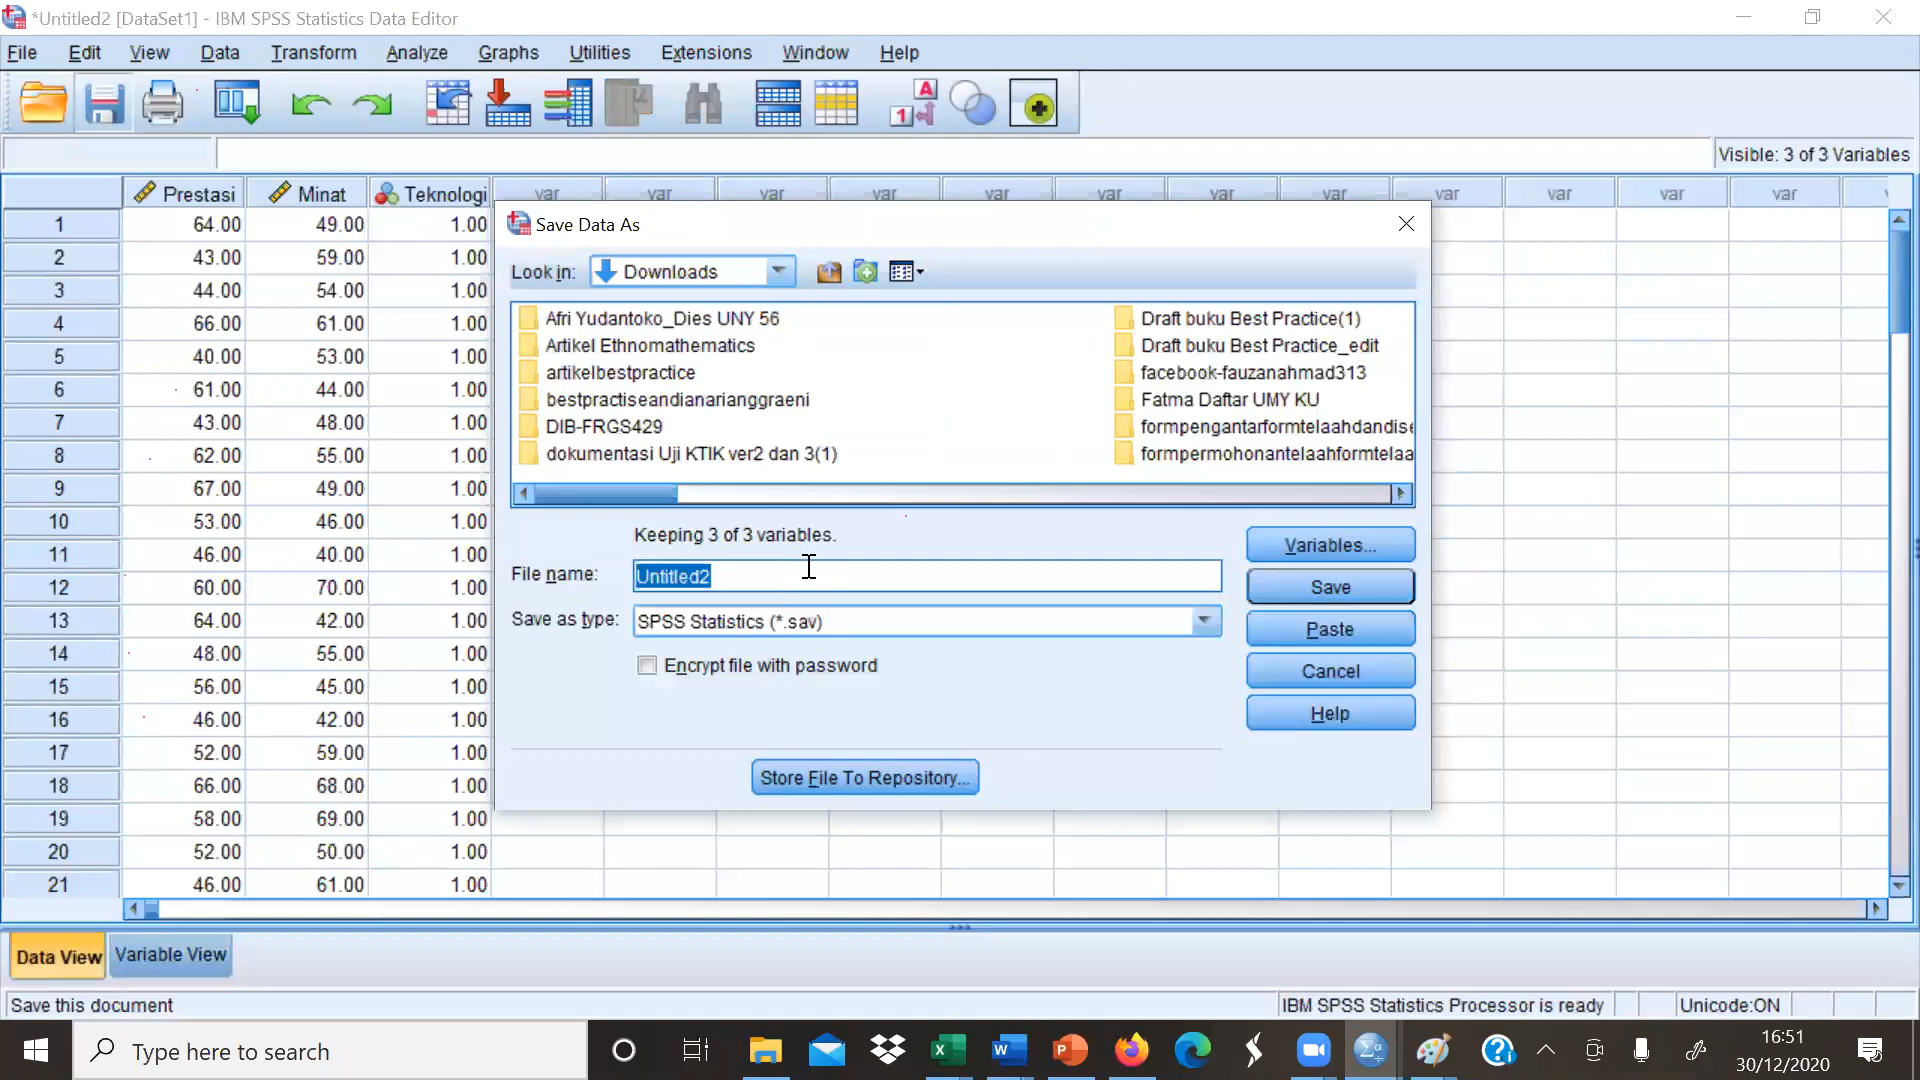 *Untitled2 [DataSet1] - IBM SPSS Statistics Data Editor
File Edit View Data Transform Analyze Graphs Utilities Extensions Window Help
Visible: 3 of 3 Variables
Prestasi Minat Teknologi var var var var var var var var var var var var
1 64.00 49.00 1.00
2 43.00 59.00 1.00
3 44.00 54.00 1.00
4 66.00 61.00 1.00
5 40.00 53.00 1.00
6 61.00 44.00 1.00
7 43.00 48.00 1.00
8 62.00 55.00 1.00
9 67.00 49.00 1.00
10 53.00 46.00 1.00
11 46.00 40.00 1.00
12 60.00 70.00 1.00
13 64.00 42.00 1.00
14 48.00 55.00 1.00
15 56.00 45.00 1.00
16 46.00 42.00 1.00
17 52.00 59.00 1.00
18 66.00 68.00 1.00
19 58.00 69.00 1.00
20 52.00 50.00 1.00
21 46.00 61.00 1.00
Save Data As
Look in: Downloads
Afri Yudantoko_Dies UNY 56
Artikel Ethnomathematics
artikelbestpractice
bestpractiseandianarianggraeni
DIB-FRGS429
dokumentasi Uji KTIK ver2 dan 3(1)
Draft buku Best Practice(1)
Draft buku Best Practice_edit
facebook-fauzanahmad313
Fatma Daftar UMY KU
formpengantarformtelaahdandise
formpermohonantelaahformtelaa
Keeping 3 of 3 variables.
File name: Untitled2
Save as type: SPSS Statistics (*.sav)
Encrypt file with password
Variables...
Save
Paste
Cancel
Help
Store File To Repository...
Data View Variable View
Save this document
IBM SPSS Statistics Processor is ready
Unicode:ON
Type here to search
16:51
30/12/2020